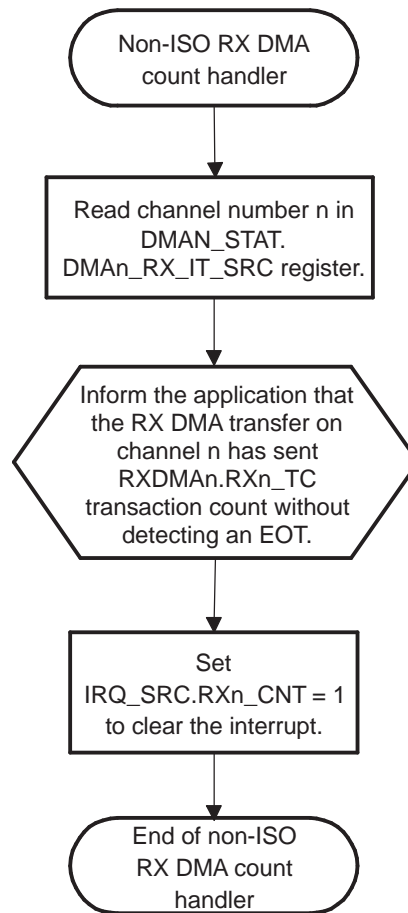 Non-ISO RX DMA
count handler
Read channel number n in
DMAN_STAT.
DMAn_RX_IT_SRC register.
Inform the application that
the RX DMA transfer on
channel n has sent
RXDMAn.RXn_TC
transaction count without
detecting an EOT.
Set
IRQ_SRC.RXn_CNT = 1
to clear the interrupt.
End of non-ISO
RX DMA count
handler